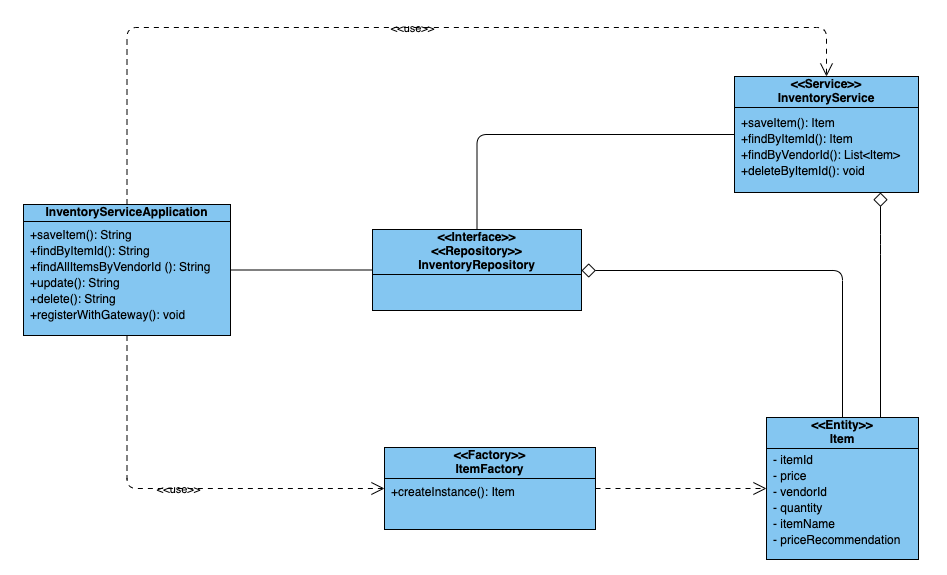 <<use>>
<<Service>>
InventoryService
+saveItem(): Item
+findByItemId(): Item
+findByVendorId(): List<Item>
+deleteByItemId(): void
InventoryServiceApplication
+saveItem(): String
+findByItemId(): String
+findAllItemsByVendorId (): String
+update(): String
+delete(): String
+registerWithGateway(): void
<<Interface>>
<<Repository>>
InventoryRepository
<<use>>
<<Factory>>
ItemFactory
+createInstance(): Item
<<Entity>>
Item
- itemId
- price
- vendorId
- quantity
- itemName
- priceRecommendation